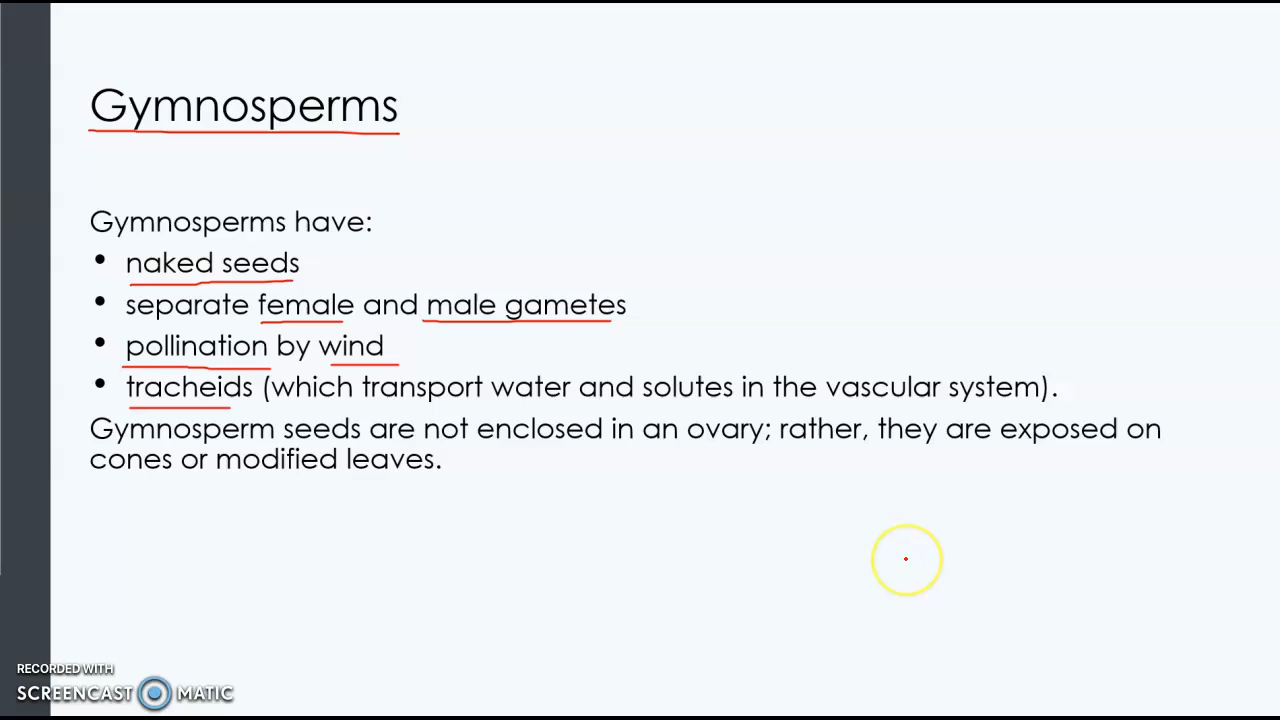 Gymnosperms
Gymnosperms have:
• naked seeds
• separate female and male gametes
• pollination by wind
• tracheids (which transport water and solutes in the vascular system).
Gymnosperm seeds are not enclosed in an ovary; rather, they are exposed on
cones or modified leaves.
RECORDED WITH
SCREENCAST MATIC